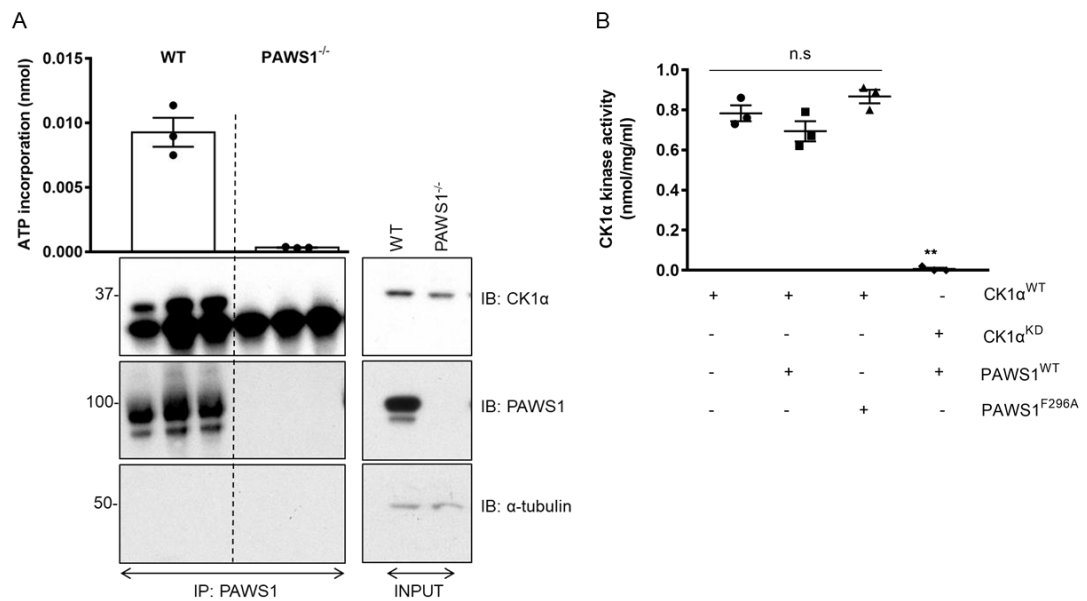 A
ATP incorporation (nmol)
0.015
0.010
0.005
0.000
WT
PAWS1-/-
WT
PAWS1-/-
37-
IB: CK1α
100-
IB: PAWS1
50-
IB: α-tubulin
IP: PAWS1
INPUT
B
n.s
CK1α kinase activity
(nmol/mg/ml)
1.0
0.8
0.6
0.4
0.2
0.0
**
+ + + - CK1αWT
- - - + CK1αKD
- + - + PAWS1WT
- - + - PAWS1F296A